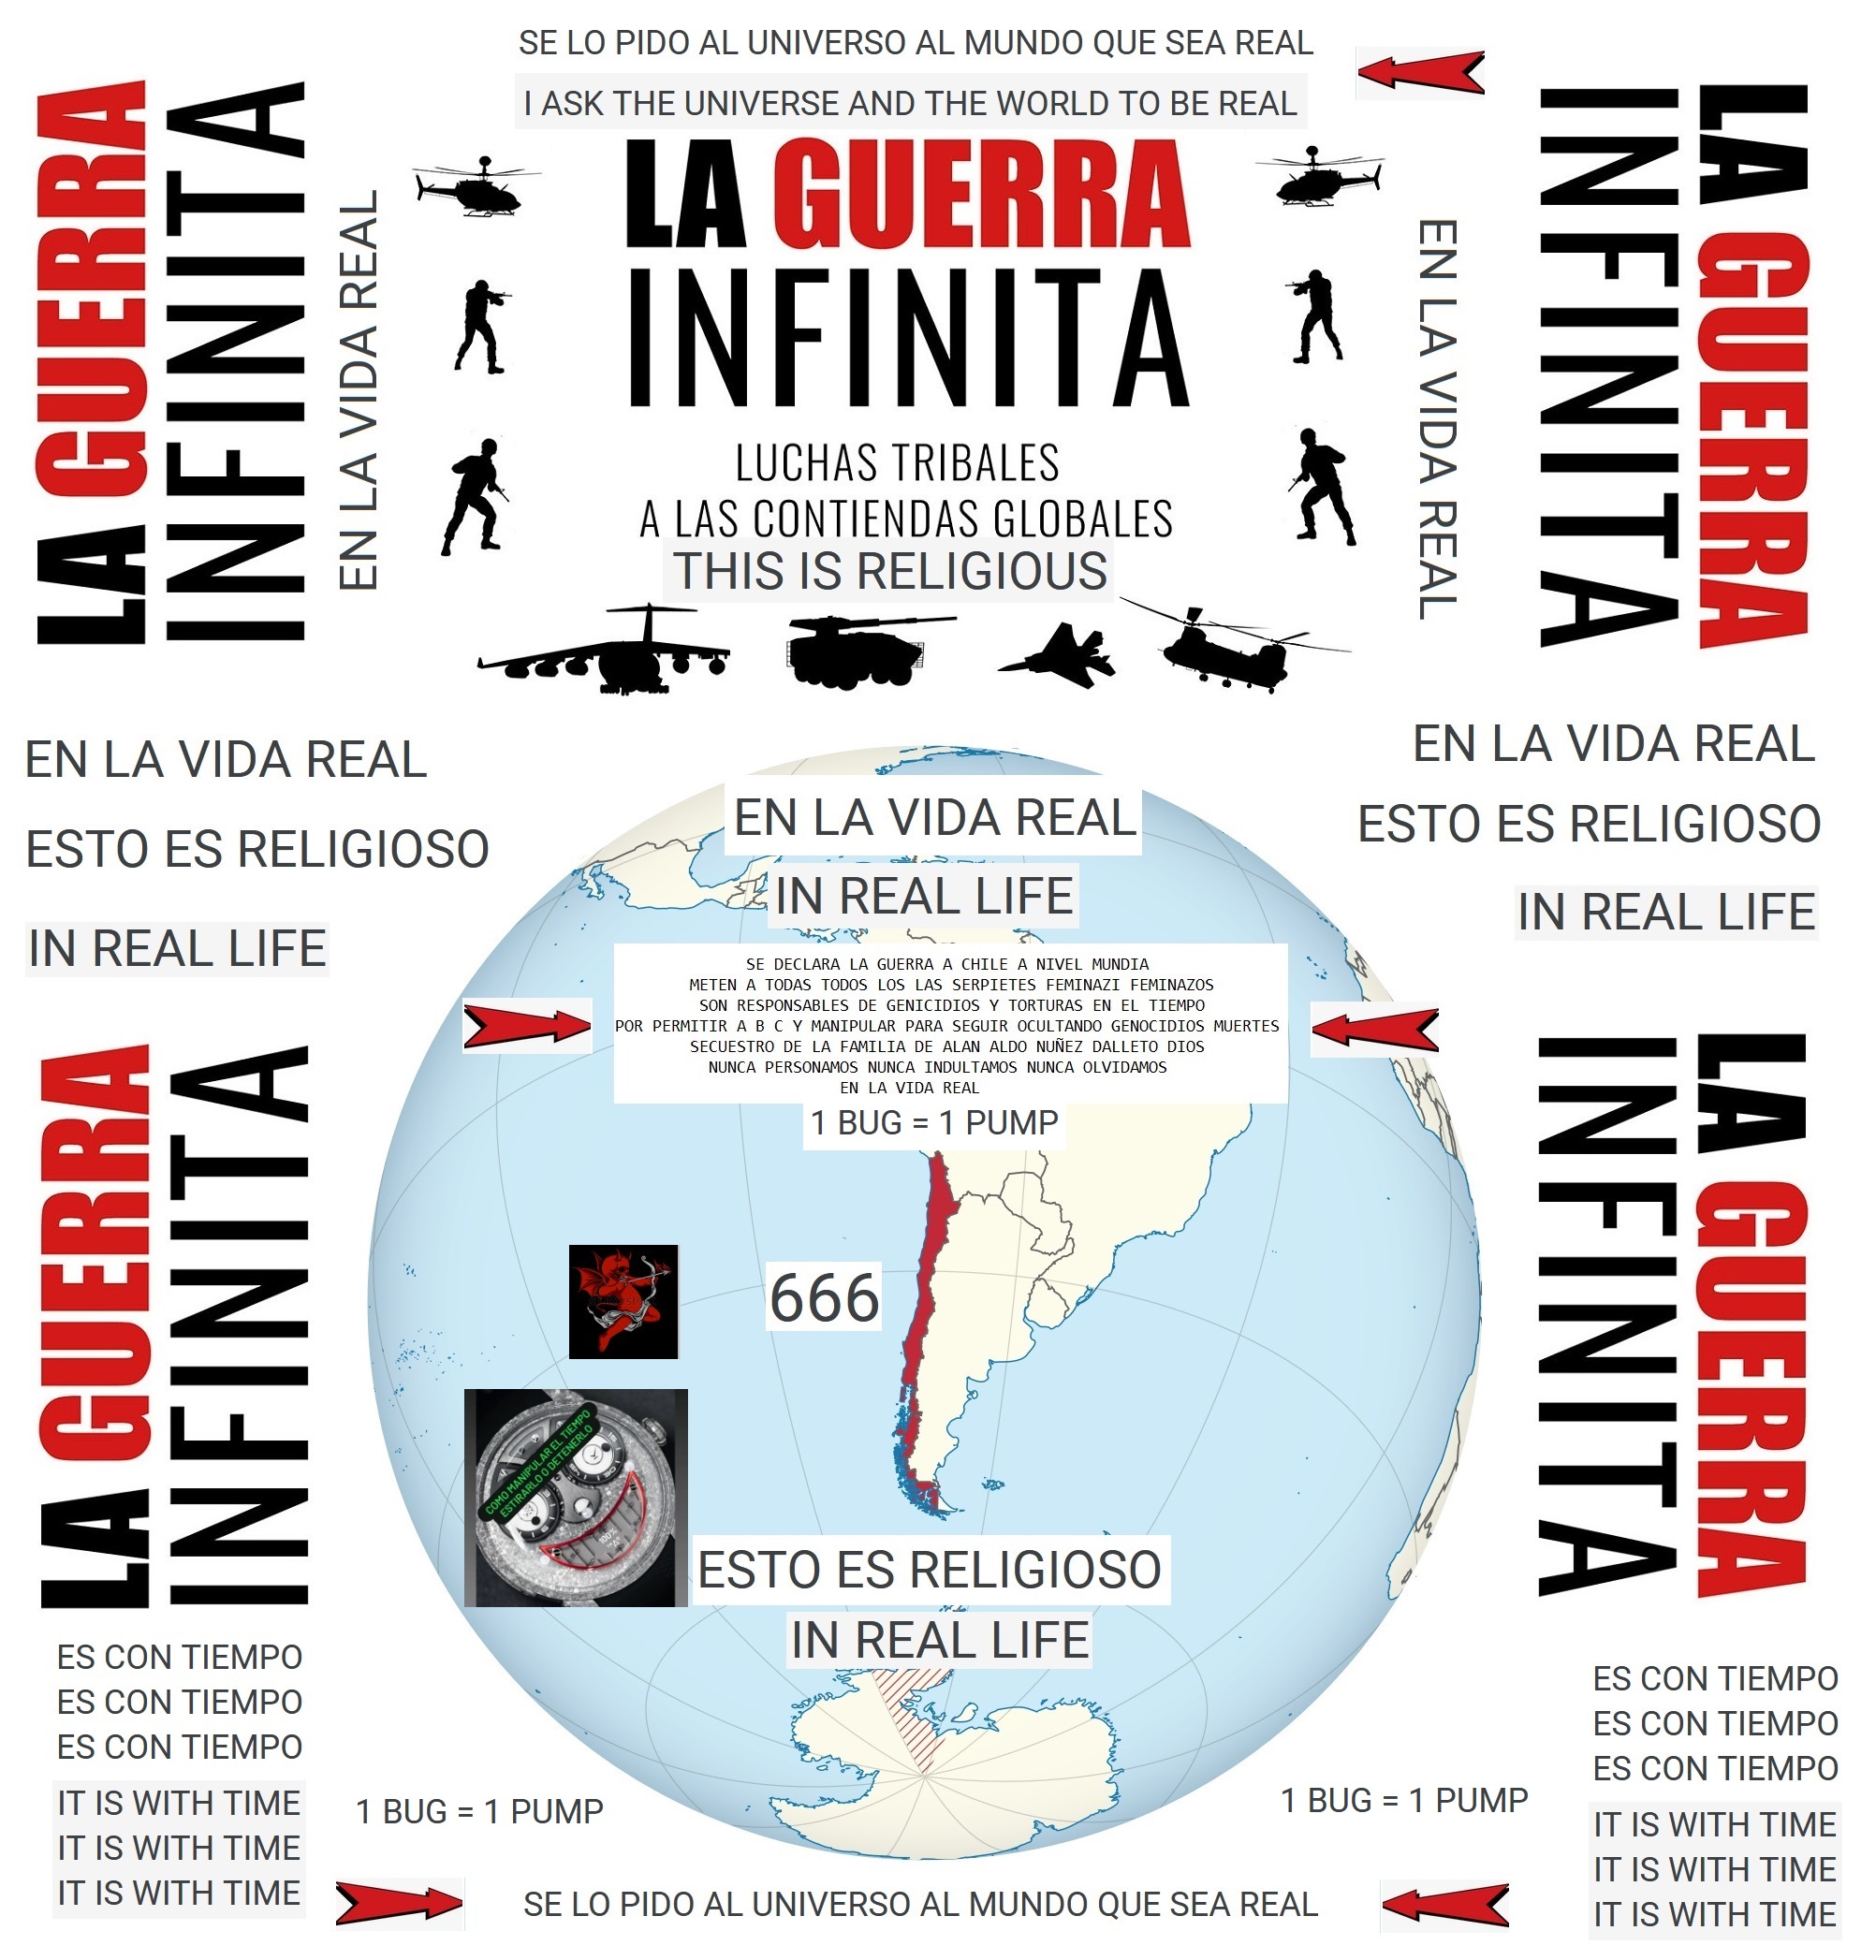 SE LO PIDO AL UNIVERSO AL MUNDO QUE SEA REAL
I ASK THE UNIVERSE AND THE WORLD TO BE REAL
LA GUERRA
INFINITA
EN LA VIDA REAL
LA GUERRA
INFINITA
LUCHAS TRIBALES
A LAS CONTIENDAS GLOBALES
THIS IS RELIGIOUS
EN LA VIDA REAL
LA GUERRA
INFINITA
EN LA VIDA REAL
ESTO ES RELIGIOSO
IN REAL LIFE
EN LA VIDA REAL
IN REAL LIFE
EN LA VIDA REAL
ESTO ES RELIGIOSO
IN REAL LIFE
SE DECLARA LA GUERRA A CHILE A NIVEL MUNDIA
METEN A TODAS TODOS LOS LAS SERPIETES FEMINAZI FEMINAZOS
SON RESPONSABLES DE GENICIDIOS Y TORTURAS EN EL TIEMPO
POR PERMITIR A B C Y MANIPULAR PARA SEGUIR OCULTANDO GENOCIDIOS MUERTES
SECUESTRO DE LA FAMILIA DE ALAN ALDO NUÑEZ DALLETO DIOS
NUNCA PERSONAMOS NUNCA INDULTAMOS NUNCA OLVIDAMOS
EN LA VIDA REAL
1 BUG = 1 PUMP
LA GUERRA
INFINITA
666
COMO MANIPULAR EL TIEMPO
ESTIRARLO O DETENERLO
100%
ESTO ES RELIGIOSO
IN REAL LIFE
LA GUERRA
INFINITA
ES CON TIEMPO
ES CON TIEMPO
ES CON TIEMPO
IT IS WITH TIME
IT IS WITH TIME
IT IS WITH TIME
1 BUG = 1 PUMP
1 BUG = 1 PUMP
ES CON TIEMPO
ES CON TIEMPO
ES CON TIEMPO
IT IS WITH TIME
IT IS WITH TIME
IT IS WITH TIME
SE LO PIDO AL UNIVERSO AL MUNDO QUE SEA REAL